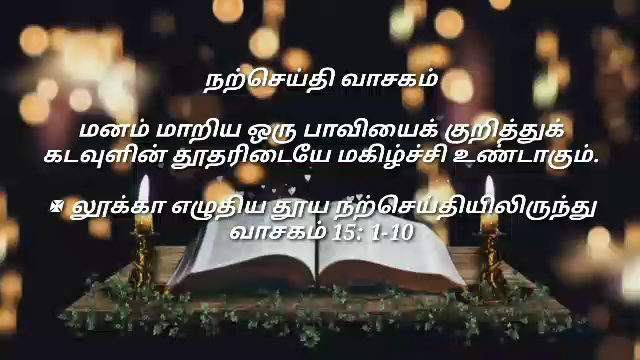 நற்செய்தி வாசகம்
மனம் மாறிய ஒரு பாவியைக் குறித்துக்
கடவுளின் தூதரிடையே மகிழ்ச்சி உண்டாகும்.
✠ லூக்கா எழுதிய தூய நற்செய்தியிலிருந்து
வாசகம் 15: 1-10